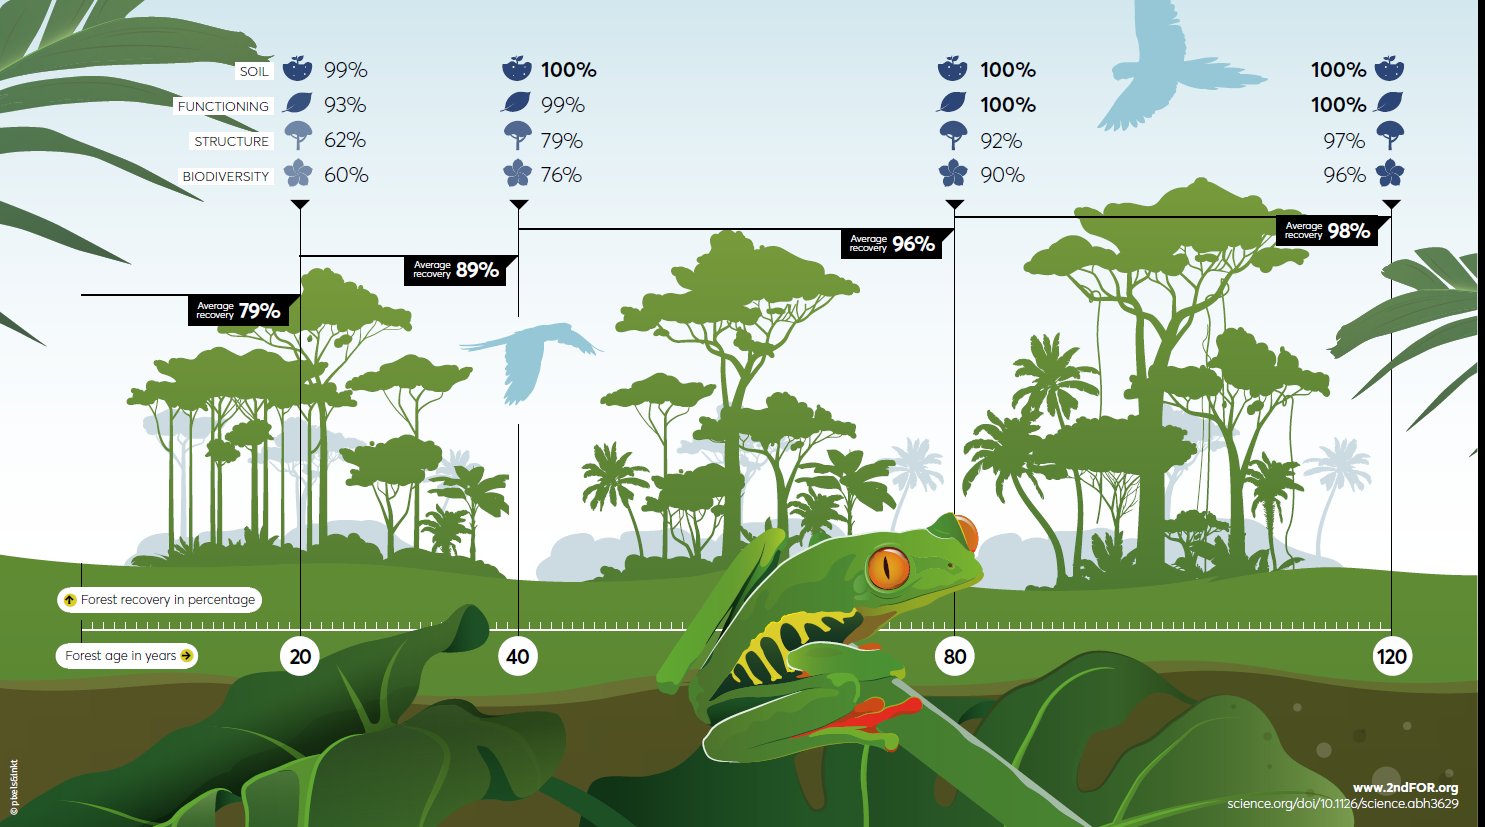 SOIL 99% 100% 100% 100%
FUNCTIONING 93% 99% 100% 100%
STRUCTURE 62% 79% 92% 97%
BIODIVERSITY 60% 76% 90% 96%
Average
recovery 98%
Average
recovery 96%
Average
recovery 89%
Average
recovery 79%
Forest recovery in percentage
Forest age in years
20 40 80 120
© pixels&inkt
www.2ndFOR.org
science.org/doi/10.1126/science.abh3629